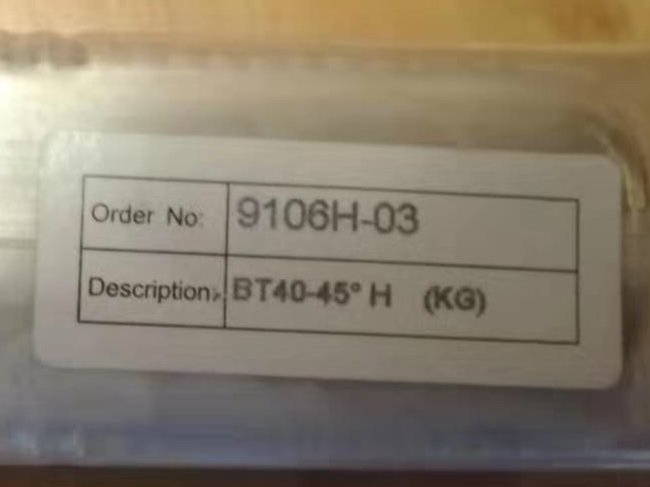 Order No: 9106H-03
Description: BT40-45° H (KG)